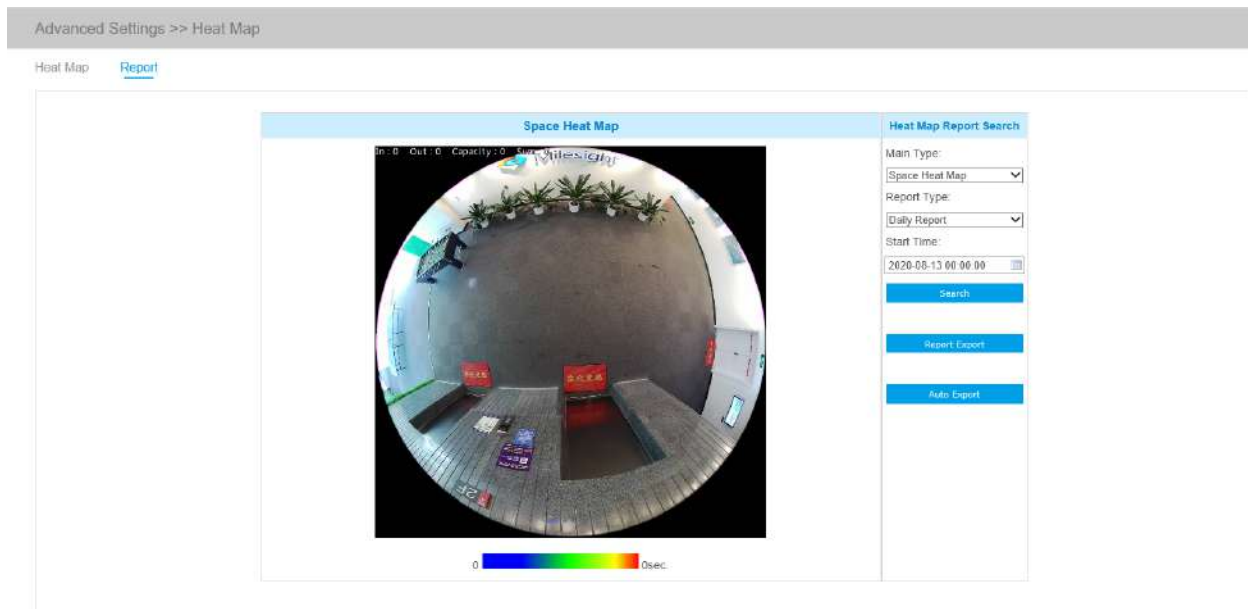 Advanced Settings >> Heat Map
Heat Map Report
Space Heat Map
Heat Map Report Search
In:0 Out:0 Capacity:0
Milesight
2F
0
0sec.
Main Type:
Space Heat Map
Report Type:
Daily Report
Start Time:
2020-08-13 00:00:00
Search
Report Export
Auto Export